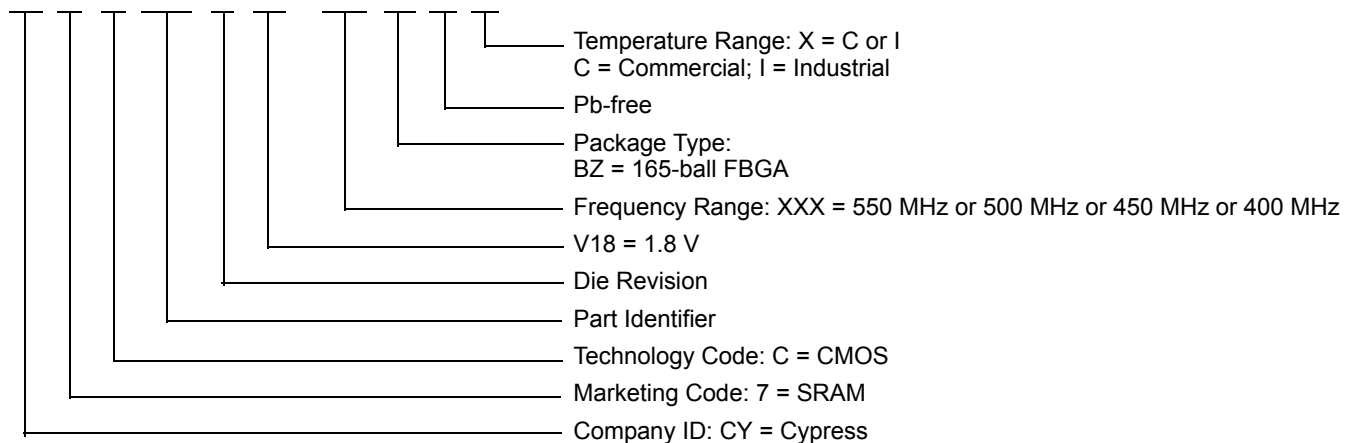 Temperature Range: X = C or I
C = Commercial; I = Industrial
Pb-free
Package Type:
BZ = 165-ball FBGA
Frequency Range: XXX = 550 MHz or 500 MHz or 450 MHz or 400 MHz
V18 = 1.8 V
Die Revision
Part Identifier
Technology Code: C = CMOS
Marketing Code: 7 = SRAM
Company ID: CY = Cypress